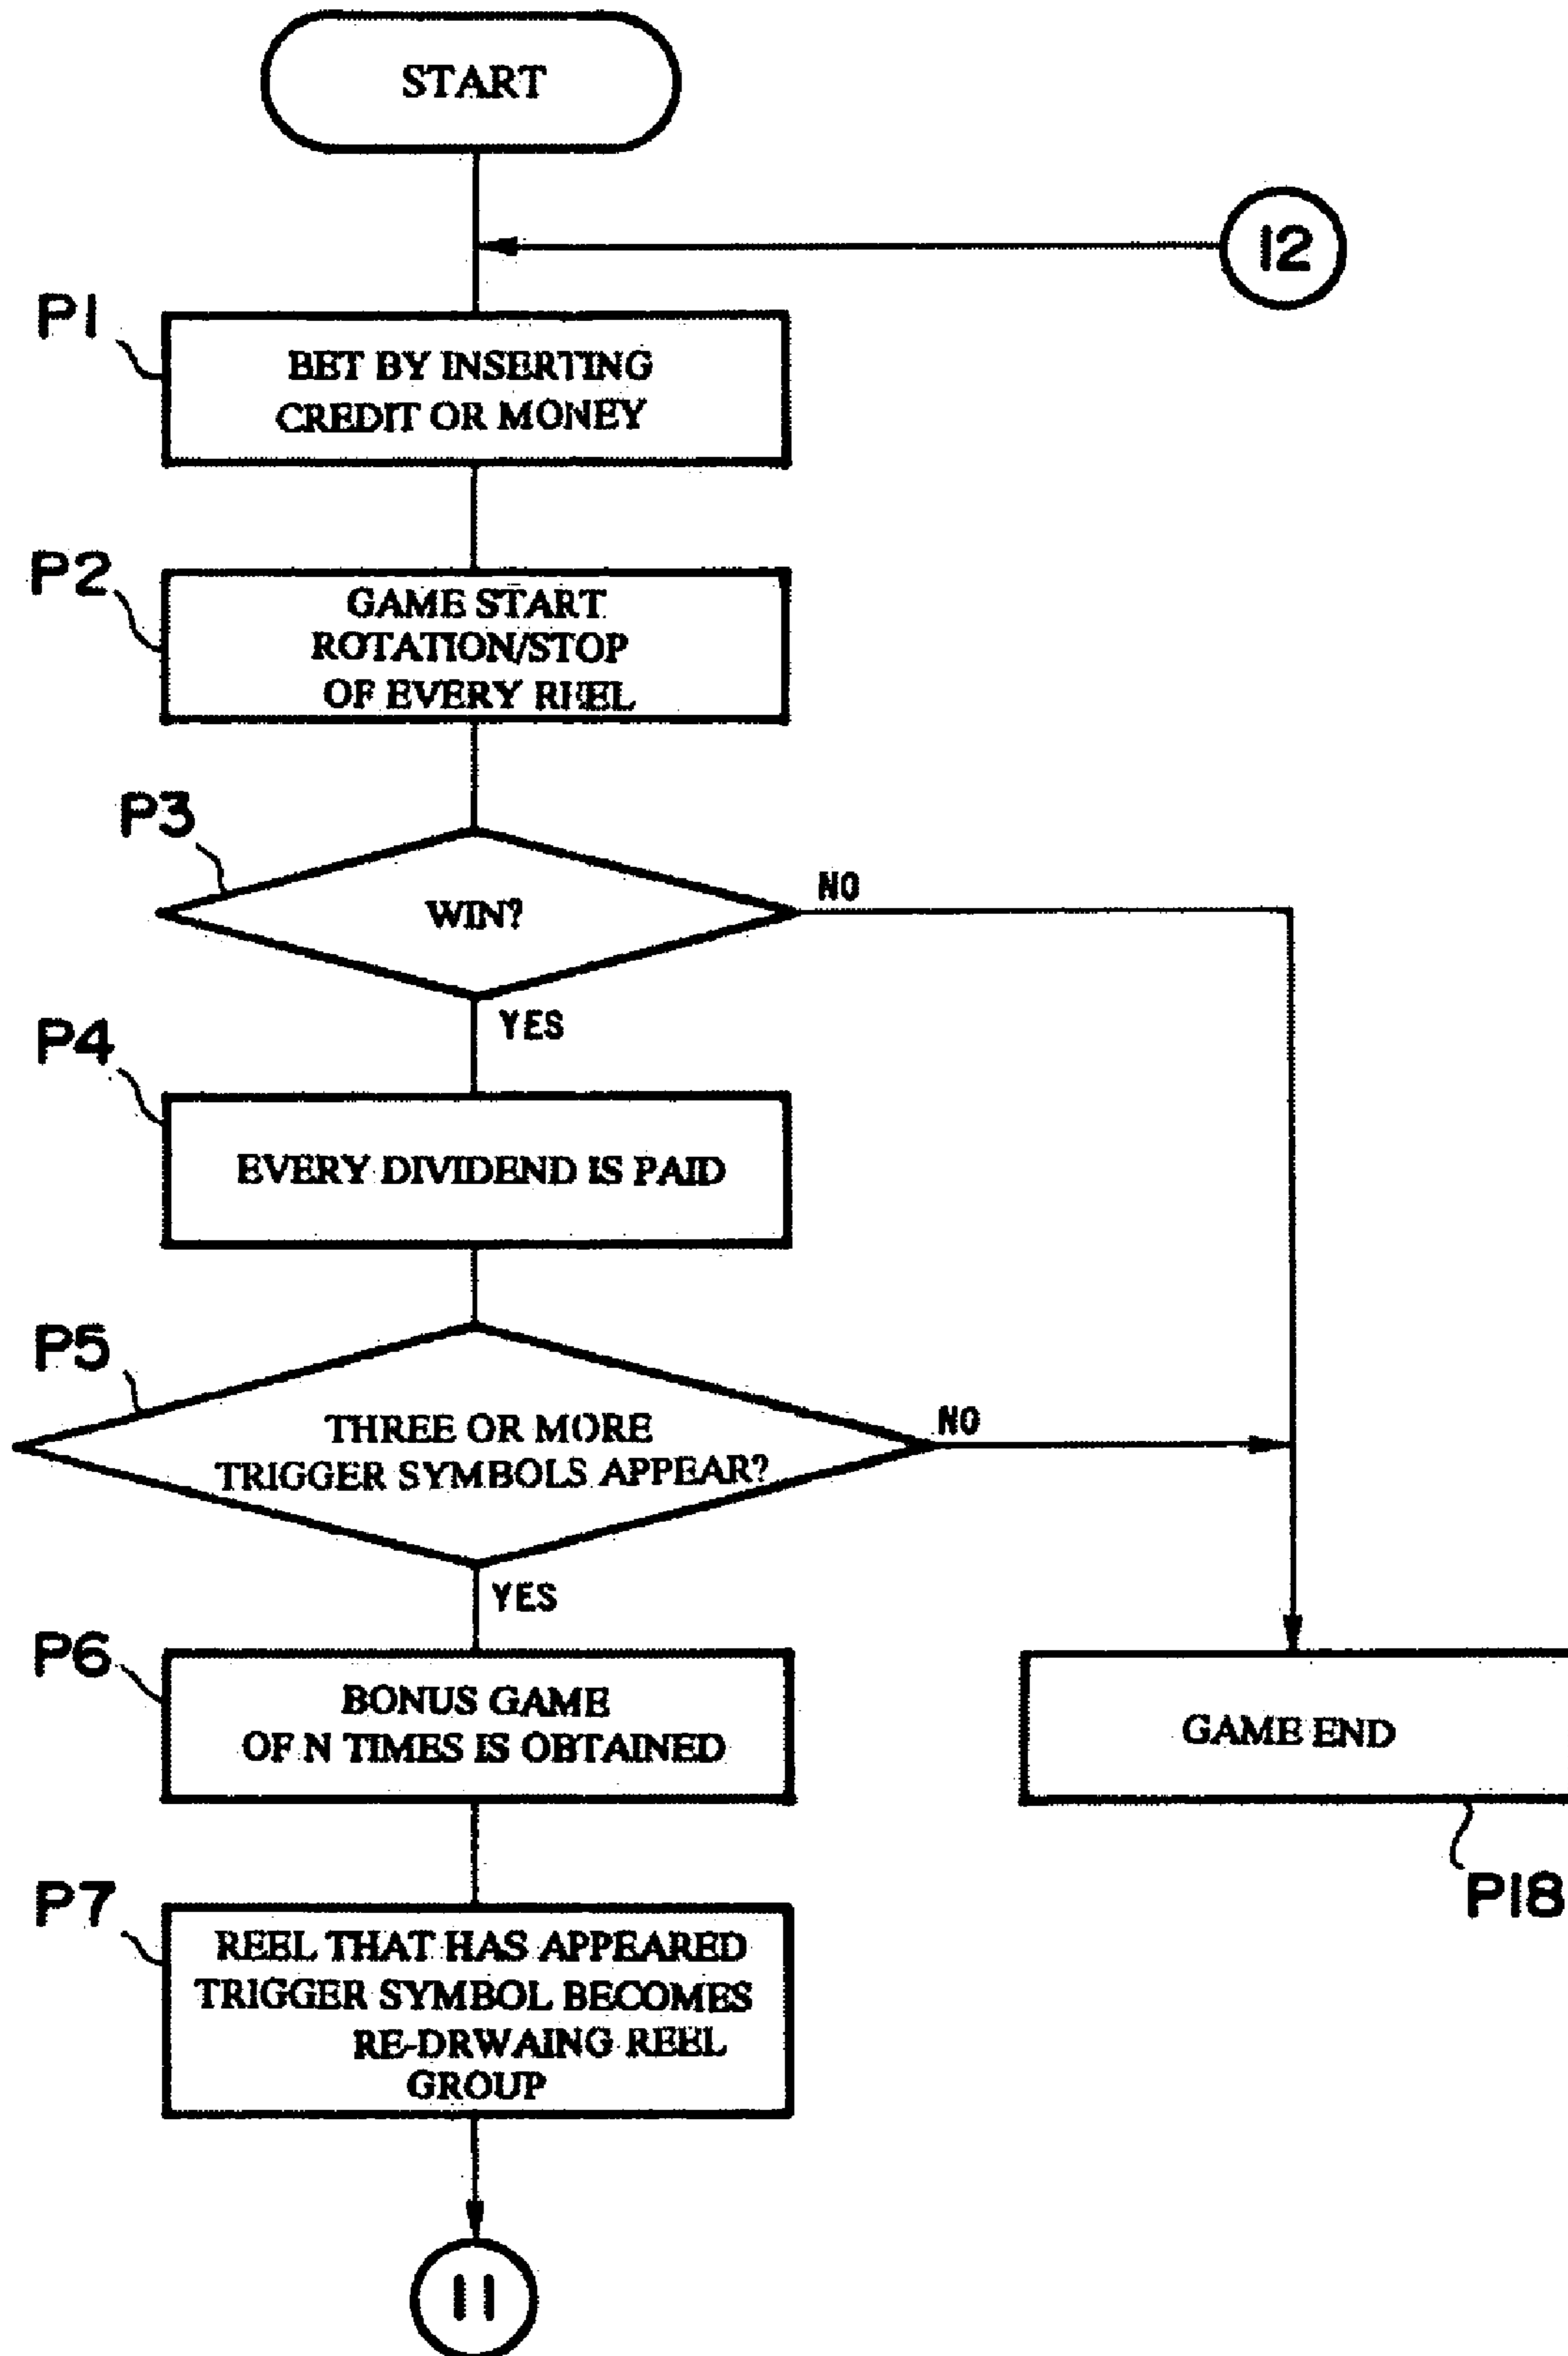 START
12
P1
BET BY INSERTING
CREDIT OR MONEY
P2
GAME START
ROTATION/STOP
OF EVERY REEL
P3
WIN?
NO
YES
P4
EVERY DIVIDEND IS PAID
P5
THREE OR MORE
TRIGGER SYMBOLS APPEAR?
NO
YES
P6
BONUS GAME
OF N TIMES IS OBTAINED
GAME END
P18
P7
REEL THAT HAS APPEARED
TRIGGER SYMBOL BECOMES
RE-DRWAING REEL
GROUP
11